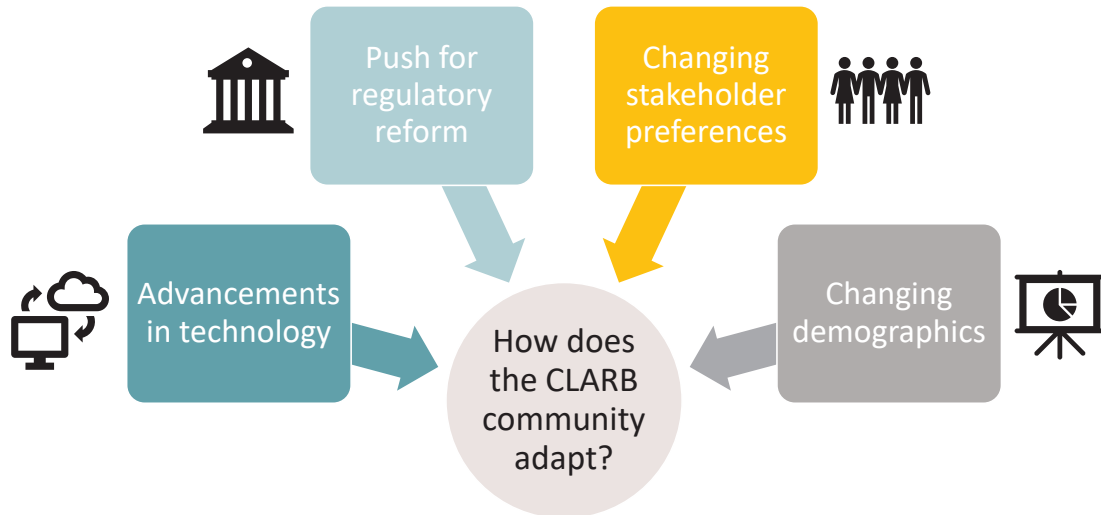 Push for
regulatory
reform
Changing
stakeholder
preferences
Advancements
in technology
Changing
demographics
How does
the CLARB
community
adapt?